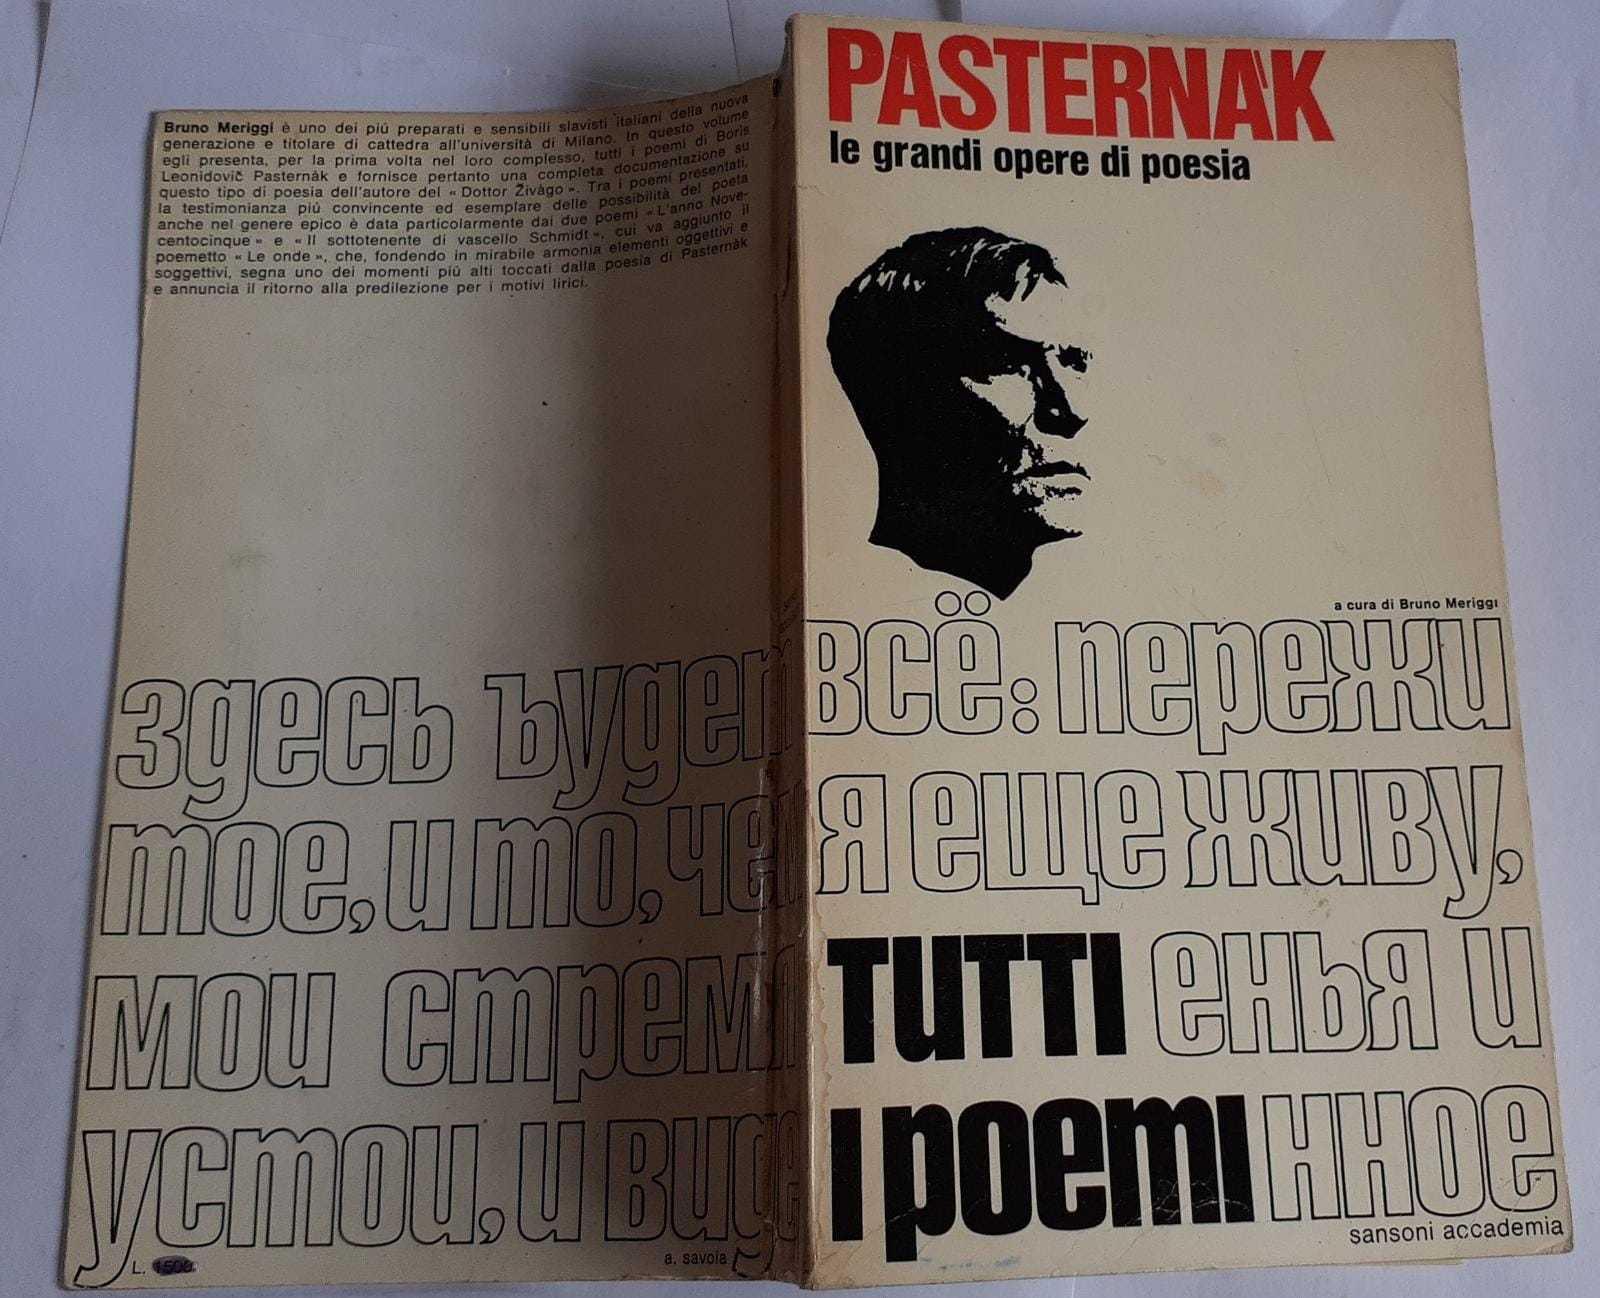 Bruno Meriggi è uno dei più preparati e sensibili slavisti italiani della nuova
generazione e titolare di cattedra all'università di Milano. In questo volume
egli presenta, per la prima volta nel loro complesso, tutti i poemi di Boris
Leonidovič Pasternàk e fornisce pertanto una completa documentazione su
questo tipo di poesia dell'autore del « Dottor Živàgo ». Tra i poemi presentati,
la testimonianza più convincente ed esemplare delle possibilità del poeta
anche nel genere epico è data particolarmente dai due poemi « L'anno Nove-
centocinque » e « Il sottotenente di vascello Schmidt », cui va aggiunto il
poemetto « Le onde », che, fondendo in mirabile armonia elementi oggettivi e
soggettivi, segna uno dei momenti più alti toccati dalla poesia di Pasternàk
e annuncia il ritorno alla predilezione per i motivi lirici.
здесь ъудет
тое, и то, чем
мои стремл
устои, и виде
L. 1500
a. savoia
PASTERNÀK
le grandi opere di poesia
a cura di Bruno Meriggi
всё: пережи
я еще живу,
TUTTI енья и
I POEMI нное
sansoni accademia